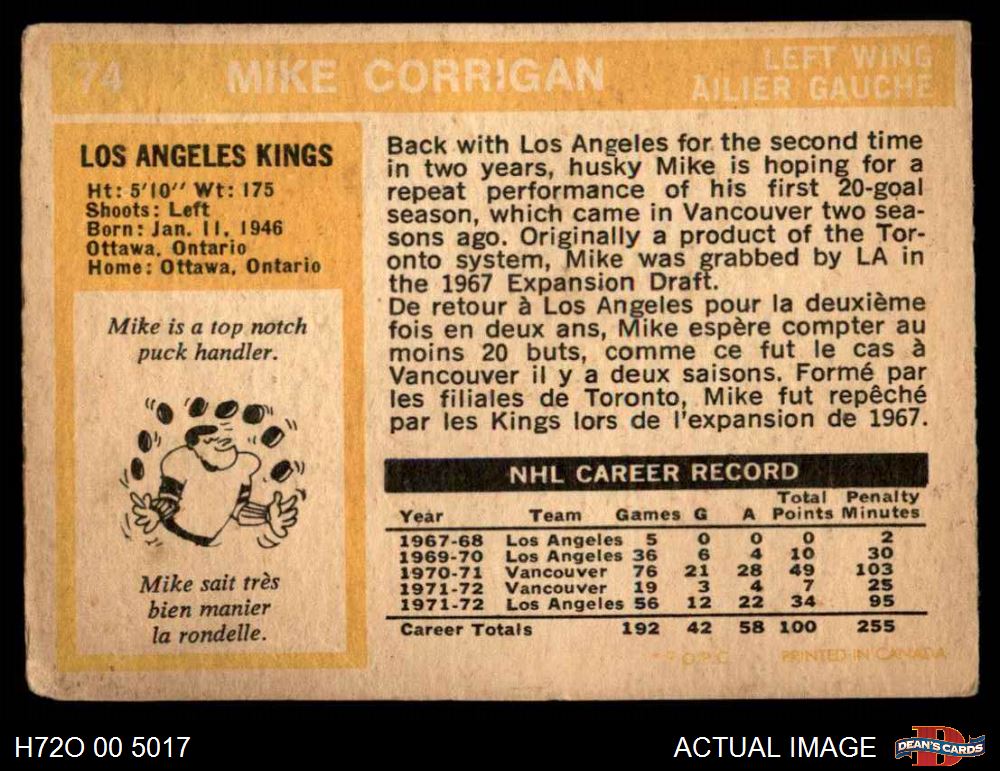 74 MIKE CORRIGAN LEFT WING
AILIER GAUCHE
LOS ANGELES KINGS
Ht: 5'10'' Wt: 175
Shoots: Left
Born: Jan. 11, 1946
Ottawa, Ontario
Home: Ottawa, Ontario
Mike is a top notch
puck handler.
Mike sait très
bien manier
la rondelle.
Back with Los Angeles for the second time
in two years, husky Mike is hoping for a
repeat performance of his first 20-goal
season, which came in Vancouver two sea-
sons ago. Originally a product of the Tor-
onto system, Mike was grabbed by LA in
the 1967 Expansion Draft.
De retour à Los Angeles pour la deuxième
fois en deux ans, Mike espère compter au
moins 20 buts, comme ce fut le cas à
Vancouver il y a deux saisons. Formé par
les filiales de Toronto, Mike fut repêché
par les Kings lors de l'expansion de 1967.
NHL CAREER RECORD
Year Team Games G A Total Points Penalty Minutes
1967-68 Los Angeles 5 0 0 0 2
1969-70 Los Angeles 36 6 4 10 30
1970-71 Vancouver 76 21 28 49 103
1971-72 Vancouver 19 3 4 7 25
1971-72 Los Angeles 56 12 22 34 95
Career Totals 192 42 58 100 255
O.P.C. PRINTED IN CANADA
H72O 00 5017
ACTUAL IMAGE
DEAN'S CARDS